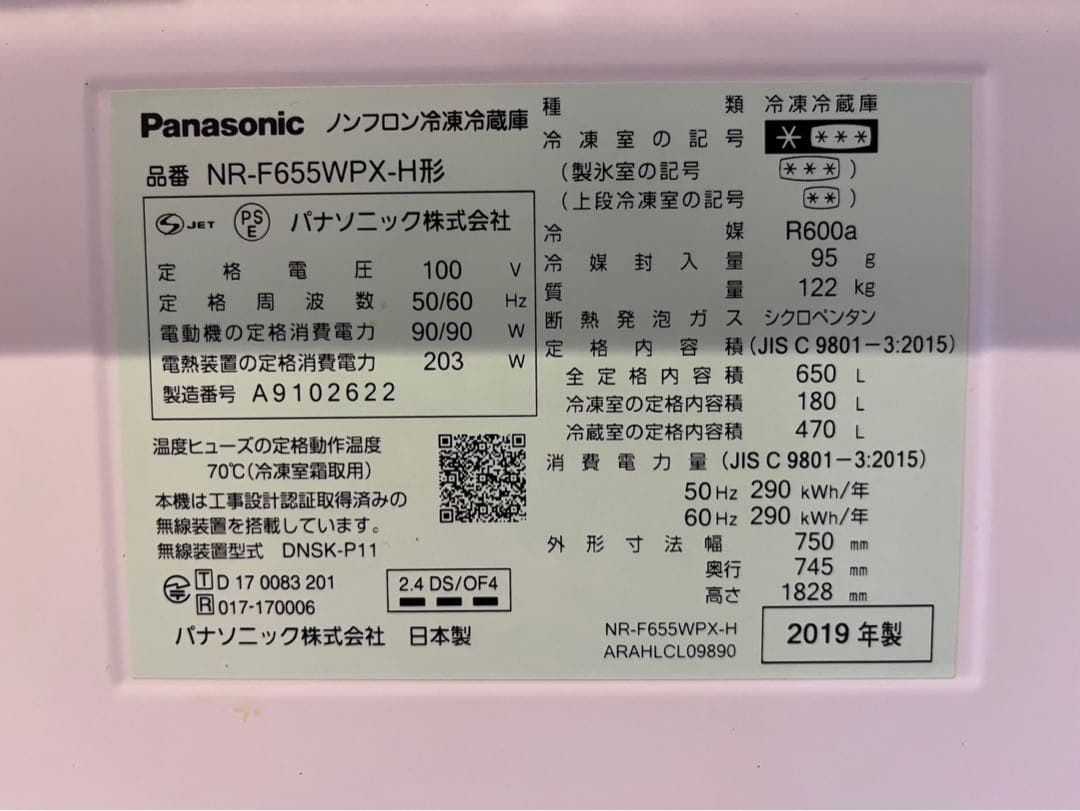 Panasonic ノンフロン冷凍冷蔵庫
品番 NR-F655WPX-H形
S JET PSE パナソニック株式会社
定格電圧 100 V
定格周波数 50/60 Hz
電動機の定格消費電力 90/90 W
電熱装置の定格消費電力 203 W
製造番号 A9102622
温度ヒューズの定格動作温度
70℃(冷凍室霜取用)
本機は工事設計認証取得済みの
無線装置を搭載しています。
無線装置型式 DNSK-P11
T D 17 0083 201
R 017-170006
2.4 DS/OF4
パナソニック株式会社 日本製
種類 冷凍冷蔵庫
冷凍室の記号 * ***
(製氷室の記号 ***)
(上段冷凍室の記号 **)
冷媒 R600a
冷媒封入量 95 g
質量 122 kg
断熱発泡ガス シクロペンタン
定格内容積(JIS C 9801-3:2015)
全定格内容積 650 L
冷凍室の定格内容積 180 L
冷蔵室の定格内容積 470 L
消費電力量(JIS C 9801-3:2015)
50Hz 290 kWh/年
60Hz 290 kWh/年
外形寸法幅 750 mm
奥行 745 mm
高さ 1828 mm
NR-F655WPX-H
ARAHLCL09890
2019年製